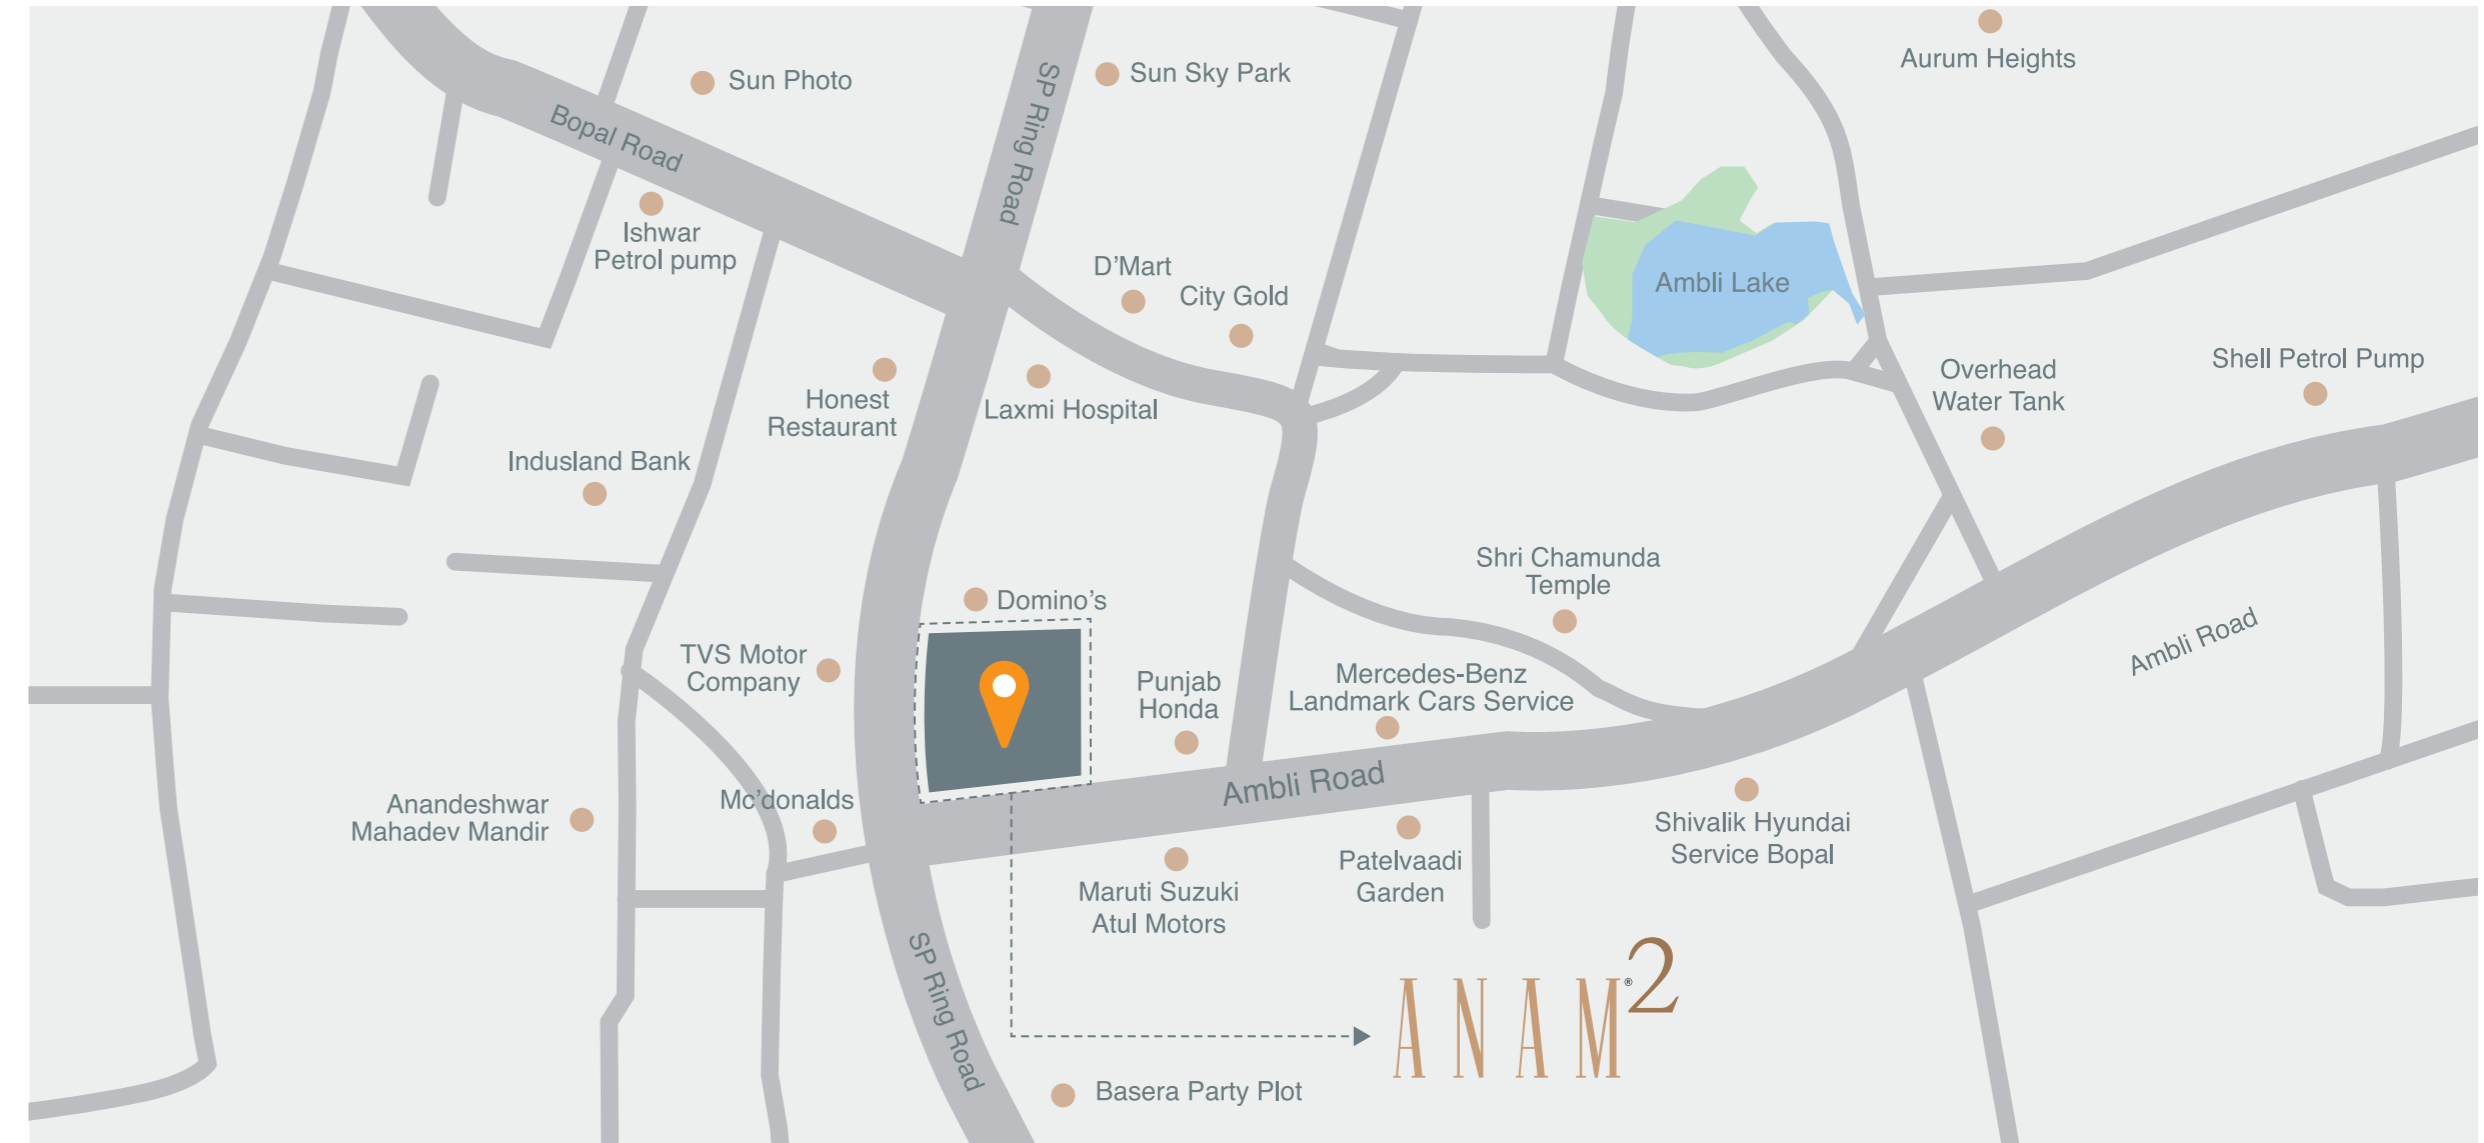 Aurum Heights
Sun Photo
Sun Sky Park
SP Ring Road
Bopal Road
Ishwar
Petrol pump
D’Mart
City Gold
Ambli Lake
Honest
Restaurant
Laxmi Hospital
Overhead
Water Tank
Shell Petrol Pump
Indusland Bank
Shri Chamunda
Temple
Domino’s
Ambli Road
TVS Motor
Company
Punjab
Honda
Mercedes-Benz
Landmark Cars Service
Ambli Road
Anandeshwar
Mahadev Mandir
Mc’donalds
Maruti Suzuki
Atul Motors
Patelvaadi
Garden
Shivalik Hyundai
Service Bopal
SP Ring Road
ANAM®2
Basera Party Plot